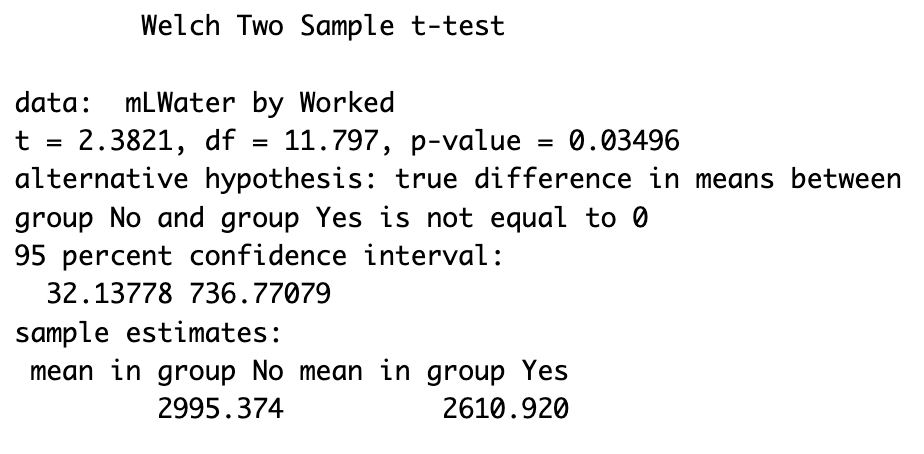 Welch Two Sample t-test
data:  mLWater by Worked
t = 2.3821, df = 11.797, p-value = 0.03496
alternative hypothesis: true difference in means between
group No and group Yes is not equal to 0
95 percent confidence interval:
32.13778 736.77079
sample estimates:
mean in group No mean in group Yes
2995.374 2610.920